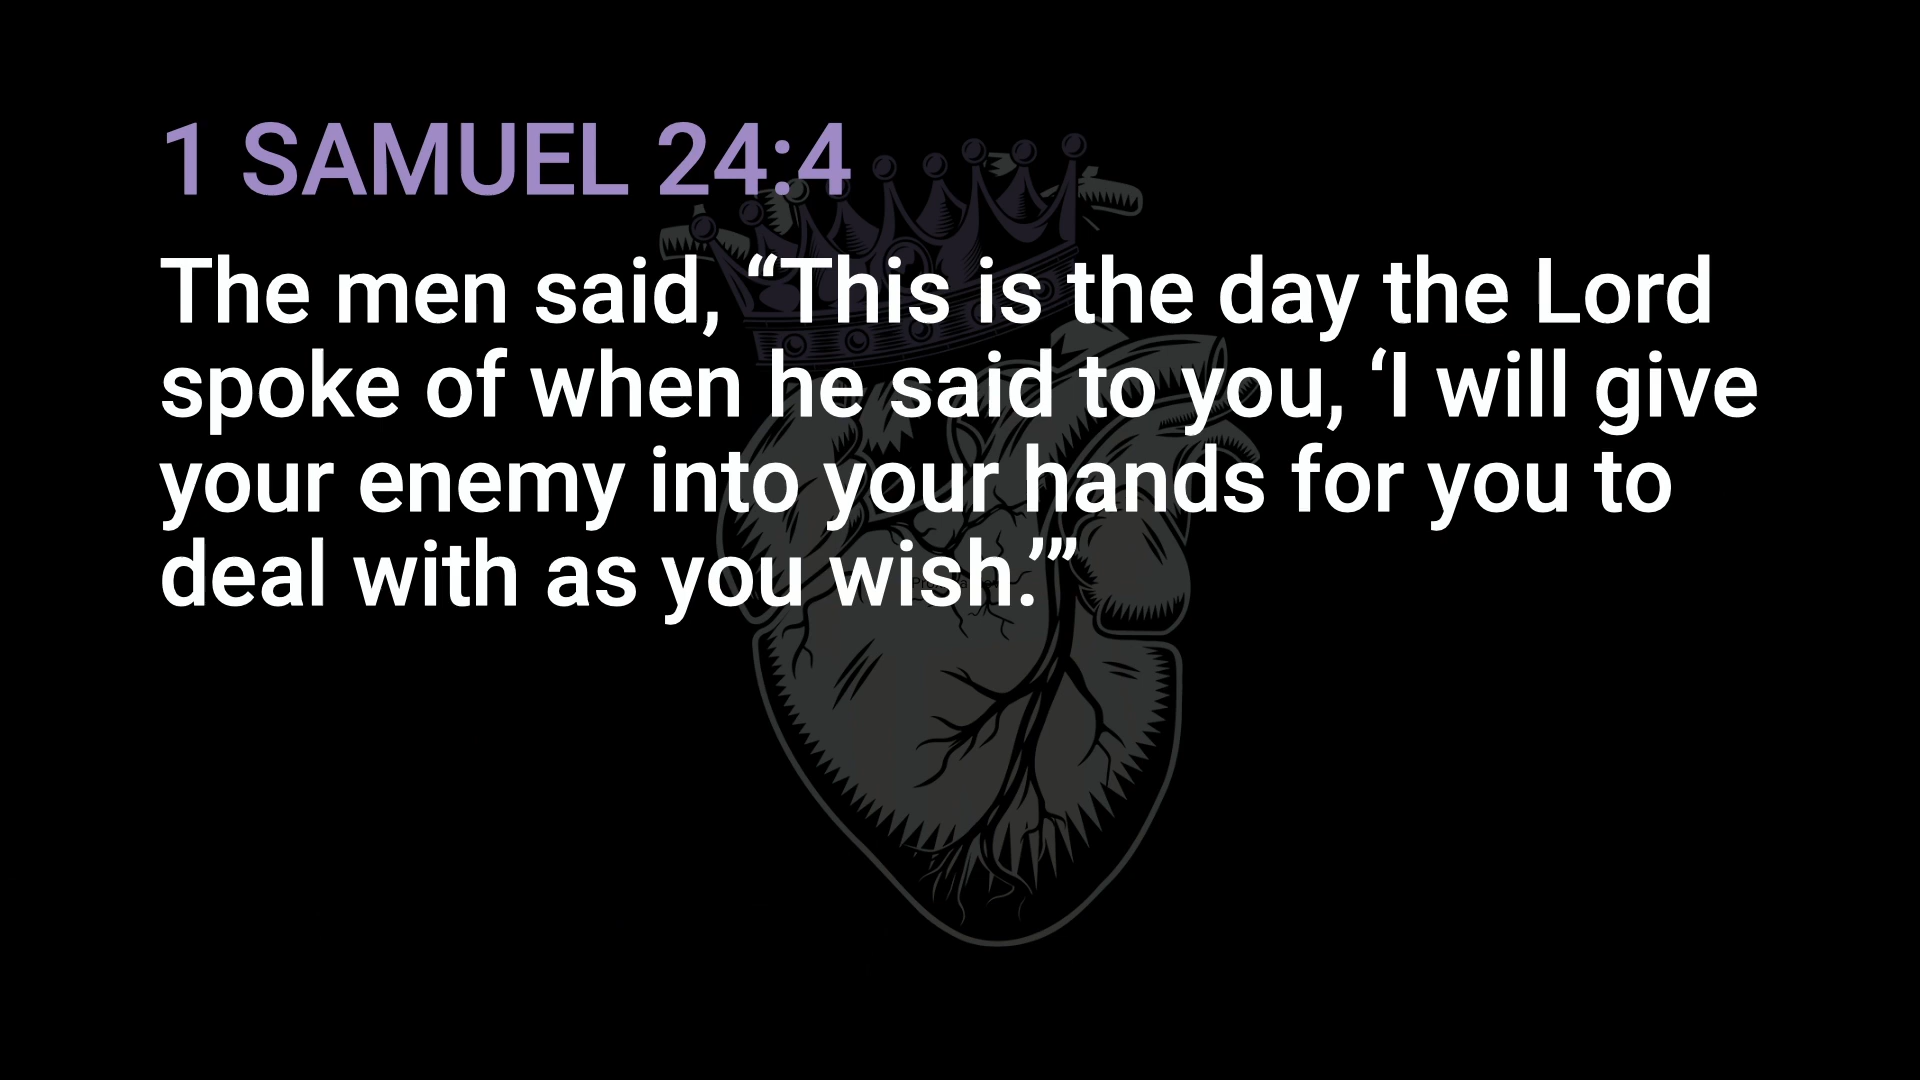 1 SAMUEL 24:4
The men said, “This is the day the Lord
spoke of when he said to you, ‘I will give
your enemy into your hands for you to
deal with as you wish.’”